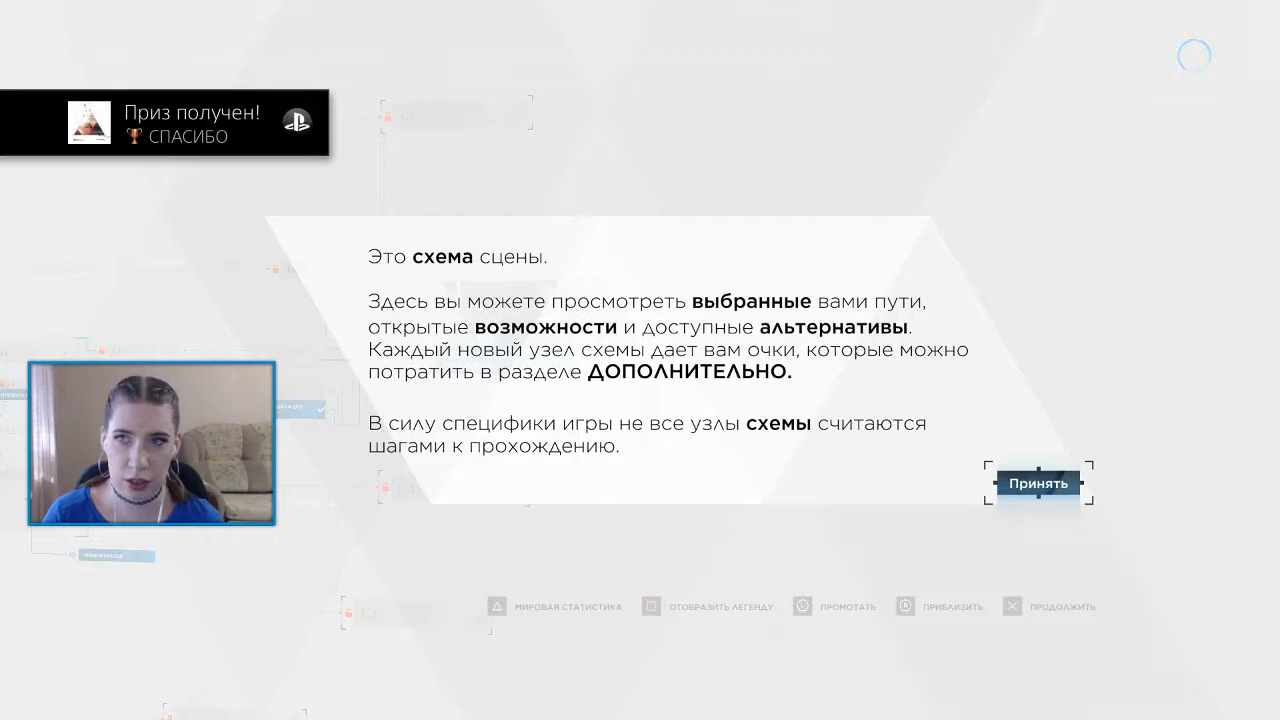 Приз получен!
СПАСИБО
Это схема сцены.
Здесь вы можете просмотреть выбранные вами пути,
открытые возможности и доступные альтернативы.
Каждый новый узел схемы дает вам очки, которые можно
потратить в разделе ДОПОЛНИТЕЛЬНО.
В силу специфики игры не все узлы схемы считаются
шагами к прохождению.
Принять
МИРОВАЯ СТАТИСТИКА
ОТОБРАЗИТЬ ЛЕГЕНДУ
ПРОМОТАТЬ
ПРИБЛИЗИТЬ
ПРОДОЛЖИТЬ